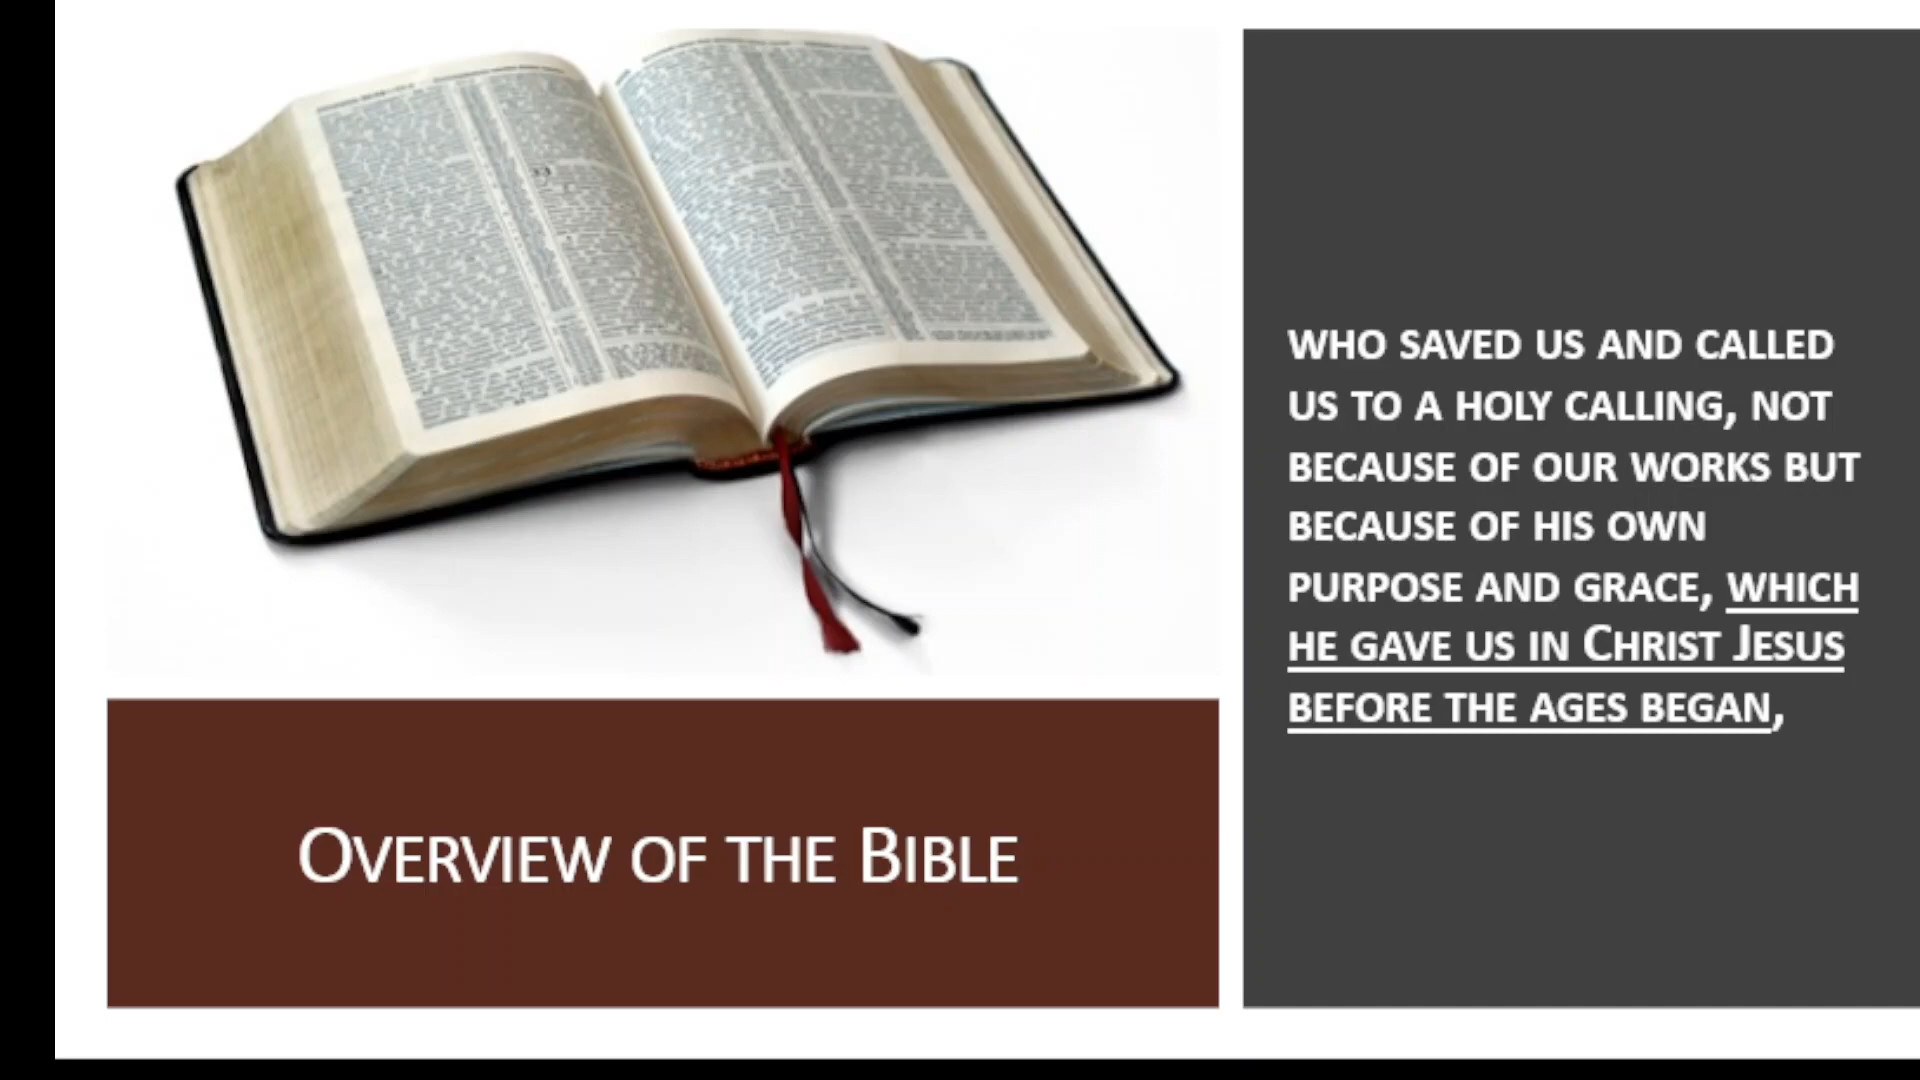 WHO SAVED US AND CALLED
US TO A HOLY CALLING, NOT
BECAUSE OF OUR WORKS BUT
BECAUSE OF HIS OWN
PURPOSE AND GRACE, WHICH
HE GAVE US IN CHRIST JESUS
BEFORE THE AGES BEGAN,
OVERVIEW OF THE BIBLE